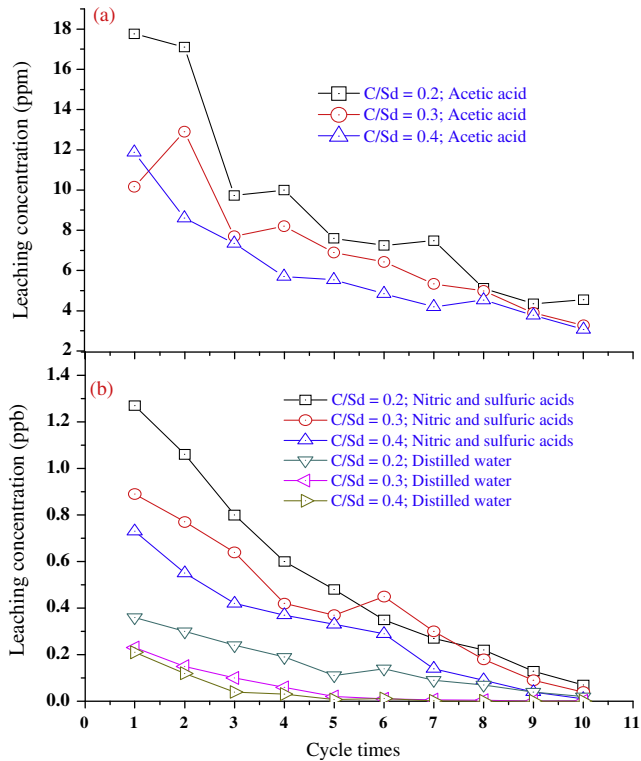 (a)
18
16
14
12
10
8
6
4
2
Leaching concentration (ppm)
C/Sd = 0.2; Acetic acid
C/Sd = 0.3; Acetic acid
C/Sd = 0.4; Acetic acid
(b)
1.4
1.2
1.0
0.8
0.6
0.4
0.2
0.0
Leaching concentration (ppb)
C/Sd = 0.2; Nitric and sulfuric acids
C/Sd = 0.3; Nitric and sulfuric acids
C/Sd = 0.4; Nitric and sulfuric acids
C/Sd = 0.2; Distilled water
C/Sd = 0.3; Distilled water
C/Sd = 0.4; Distilled water
0 1 2 3 4 5 6 7 8 9 10 11
Cycle times